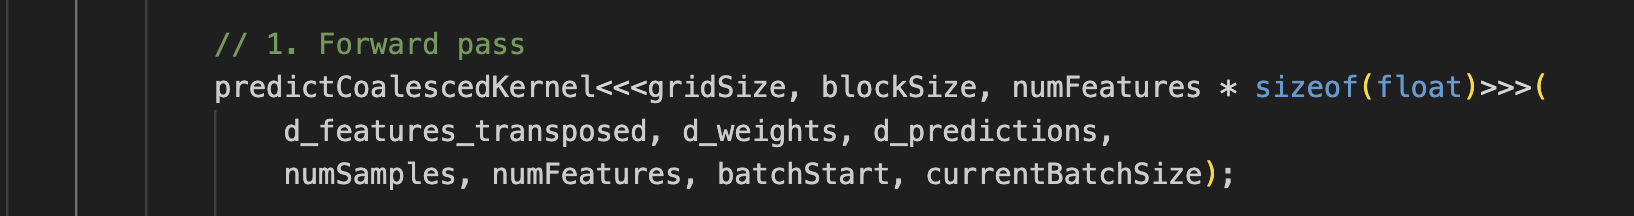 // 1. Forward pass
predictCoalescedKernel<<<gridSize, blockSize, numFeatures * sizeof(float)>>>(
d_features_transposed, d_weights, d_predictions,
numSamples, numFeatures, batchStart, currentBatchSize);